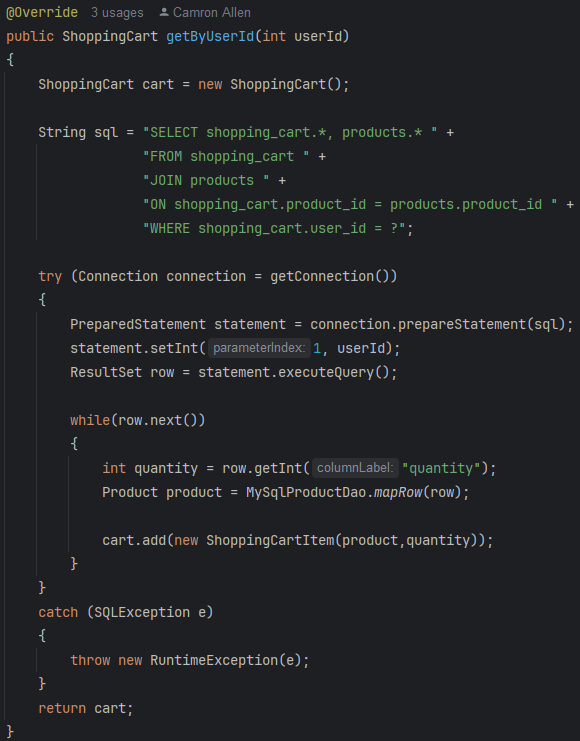 @Override 3 usages Camron Allen
public ShoppingCart getByUserId(int userId)
{
ShoppingCart cart = new ShoppingCart();
String sql = "SELECT shopping_cart.*, products.* " +
"FROM shopping_cart " +
"JOIN products " +
"ON shopping_cart.product_id = products.product_id " +
"WHERE shopping_cart.user_id = ?";
try (Connection connection = getConnection())
{
PreparedStatement statement = connection.prepareStatement(sql);
statement.setInt( parameterIndex: 1, userId);
ResultSet row = statement.executeQuery();
while(row.next())
{
int quantity = row.getInt( columnLabel: "quantity");
Product product = MySqlProductDao.mapRow(row);
cart.add(new ShoppingCartItem(product,quantity));
}
}
catch (SQLException e)
{
throw new RuntimeException(e);
}
return cart;
}